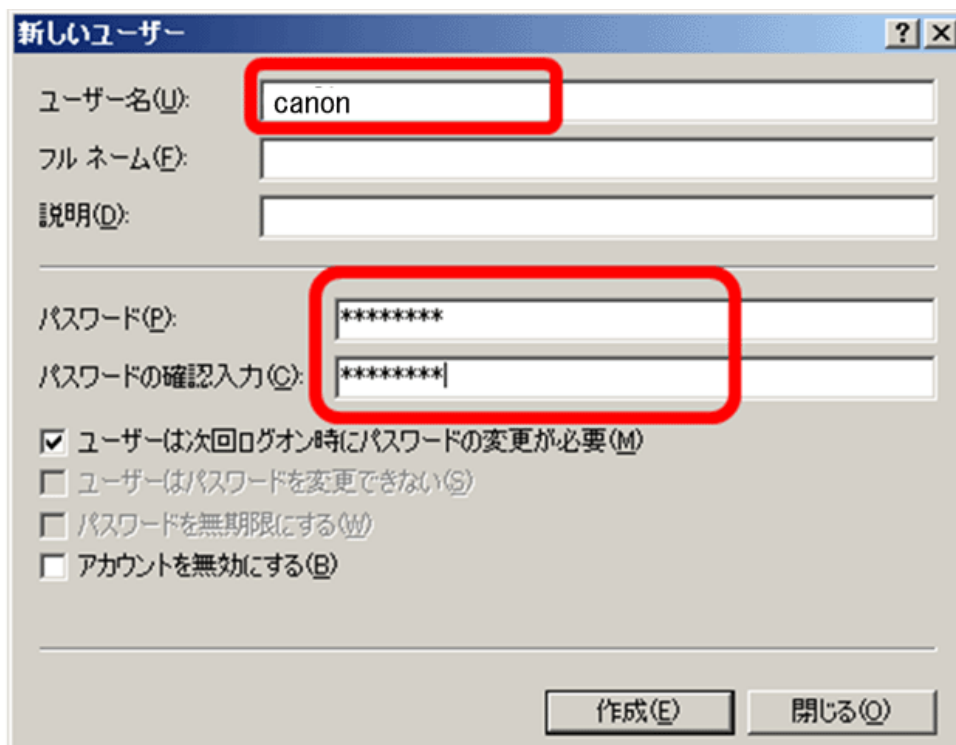 新しいユーザー
ユーザー名(U): canon
フル ネーム(F):
説明(D):
パスワード(P): ********
パスワードの確認入力(C): ********
ユーザーは次回ログオン時にパスワードの変更が必要(M)
ユーザーはパスワードを変更できない(S)
パスワードを無期限にする(W)
アカウントを無効にする(B)
作成(E) 閉じる(O)